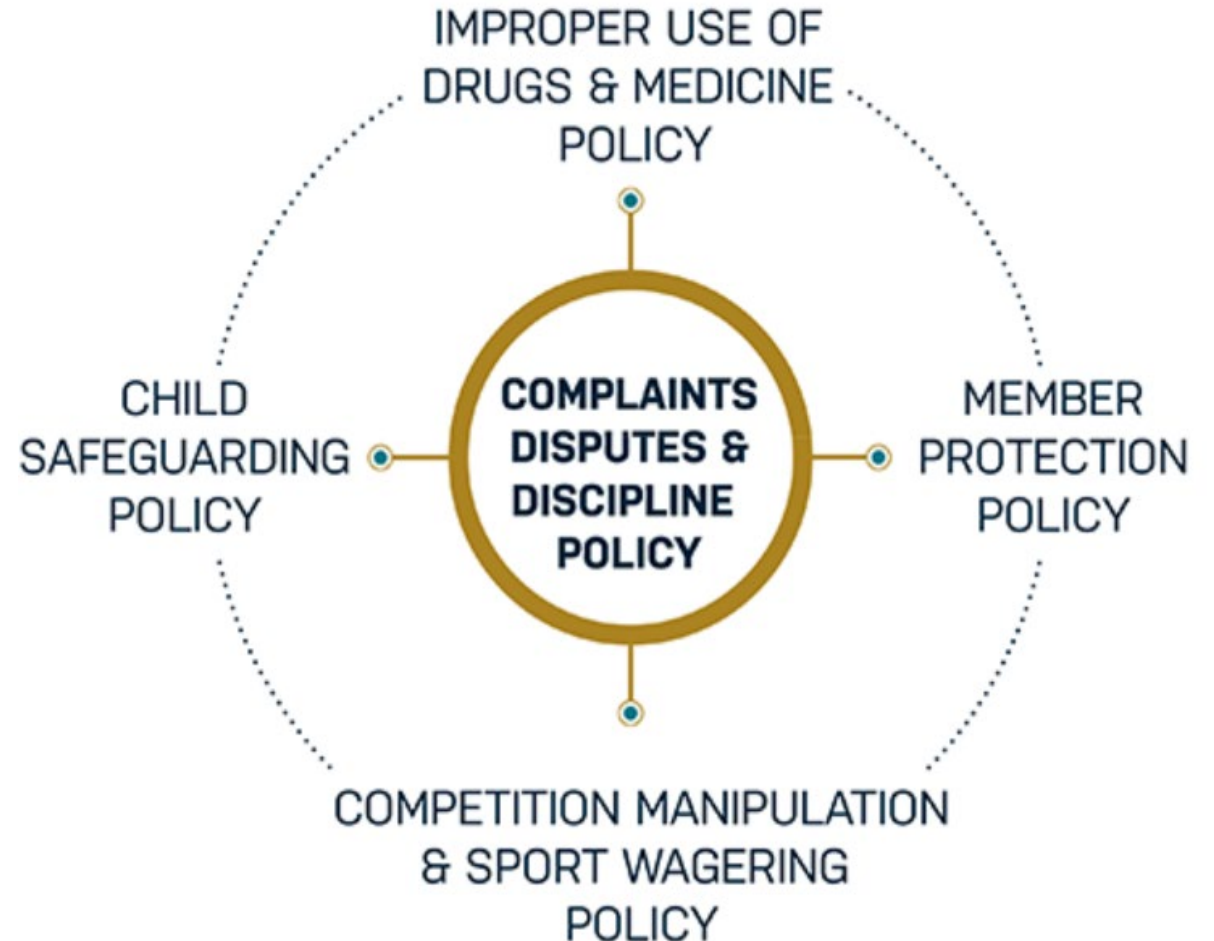 IMPROPER USE OF
DRUGS & MEDICINE
POLICY
CHILD
SAFEGUARDING
POLICY
COMPLAINTS
DISPUTES &
DISCIPLINE
POLICY
MEMBER
PROTECTION
POLICY
COMPETITION MANIPULATION
& SPORT WAGERING
POLICY